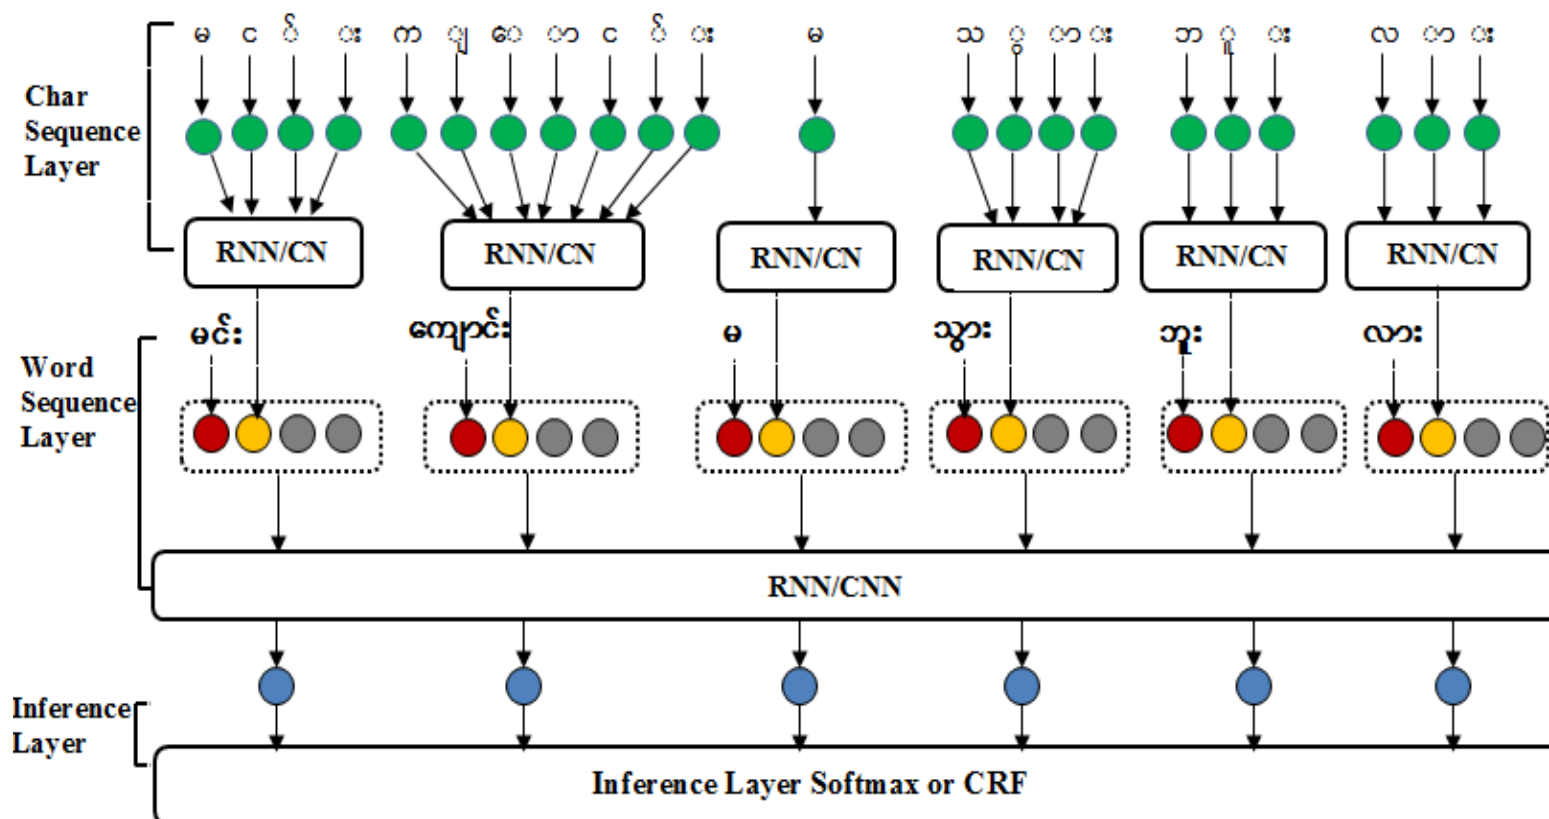 မ င ် း က ျ ေ ာ င ် း မ သ ွ ာ း ဘ ူ း လ ာ း
Char
Sequence
Layer
RNN/CN RNN/CN RNN/CN RNN/CN RNN/CN RNN/CN
မင်း ကျောင်း မ သွား ဘူး လား
Word
Sequence
Layer
RNN/CNN
Inference
Layer
Inference Layer Softmax or CRF